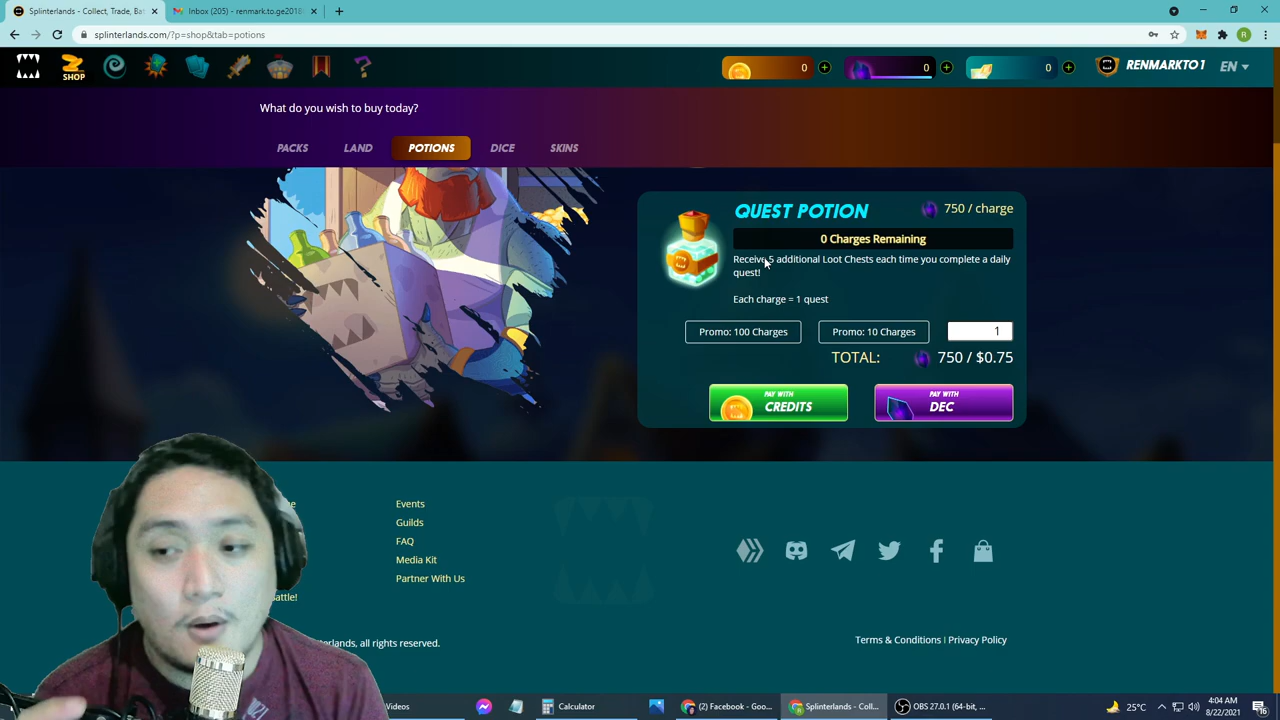 Splinterlands - Collect, Trade, Ba
Inbox (205) - renmark.to.ge2018
splinterlands.com/?p=shop&tab=potions
R
SHOP
0
0
0
RENMARKTO1
EN
What do you wish to buy today?
PACKS
LAND
POTIONS
DICE
SKINS
QUEST POTION
750 / charge
0 Charges Remaining
Receive 5 additional Loot Chests each time you complete a daily
quest!
Each charge = 1 quest
Promo: 100 Charges
Promo: 10 Charges
1
TOTAL:
750 / $0.75
PAY WITH
CREDITS
PAY WITH
DEC
Events
Guilds
FAQ
Media Kit
Partner With Us
attle!
terlands, all rights reserved.
Terms & Conditions | Privacy Policy
Videos
Calculator
(2) Facebook - Goo...
Splinterlands - Coll...
OBS 27.0.1 (64-bit, ...
25°C
4:04 AM
8/22/2021